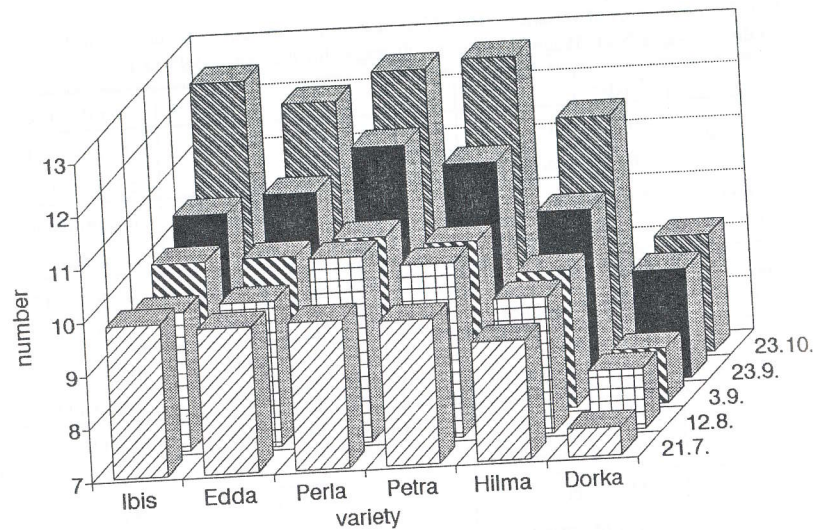 13
12
11
10
9
8
7
number
Ibis
Edda
Perla
Petra
Hilma
Dorka
variety
23.10.
23.9.
3.9.
12.8.
21.7.